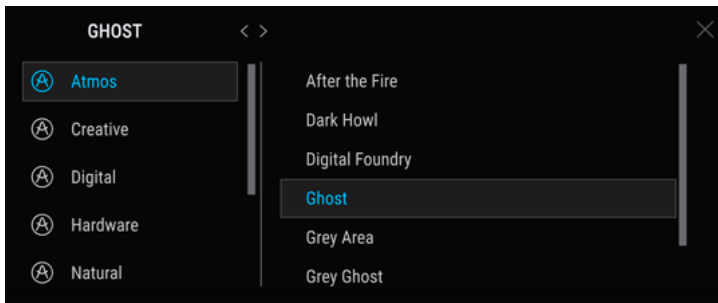 GHOST < >
Atmos
Creative
Digital
Hardware
Natural
After the Fire
Dark Howl
Digital Foundry
Ghost
Grey Area
Grey Ghost